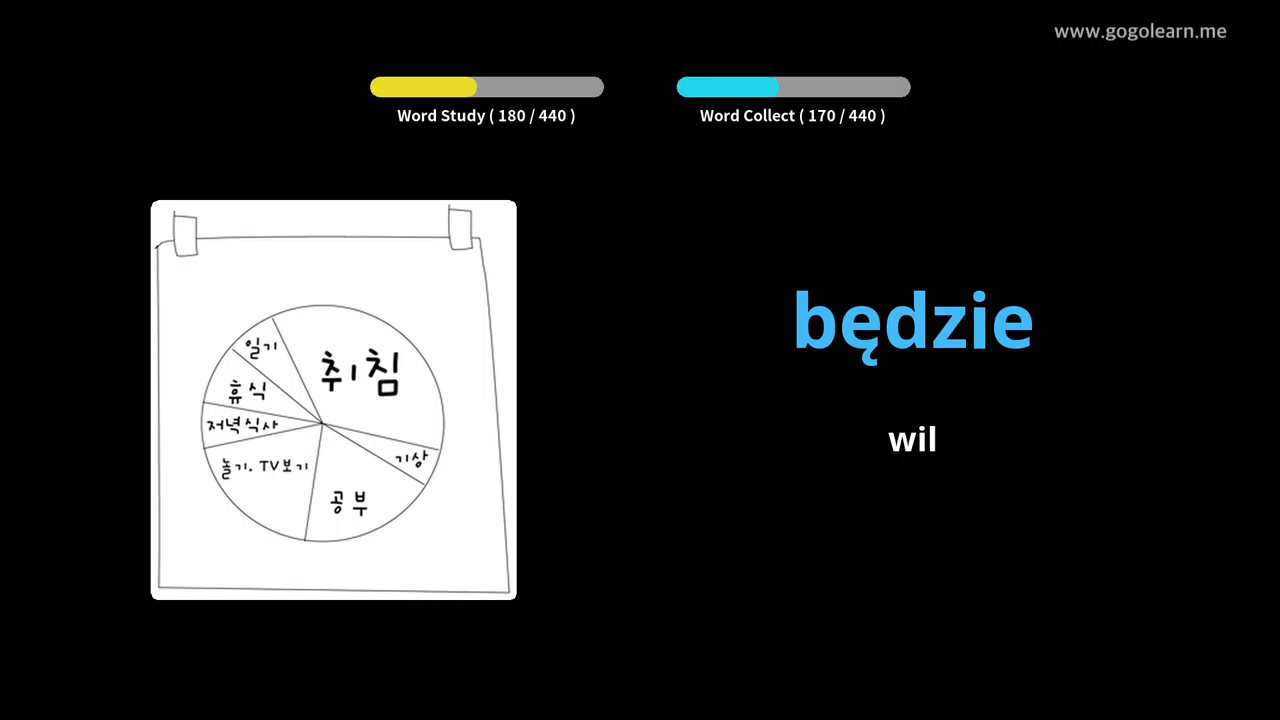 www.gogolearn.me
Word Study ( 180 / 440 )
Word Collect ( 170 / 440 )
일기
취침
휴식
저녁식사
놀기. TV보기
기상
공부
będzie
wil